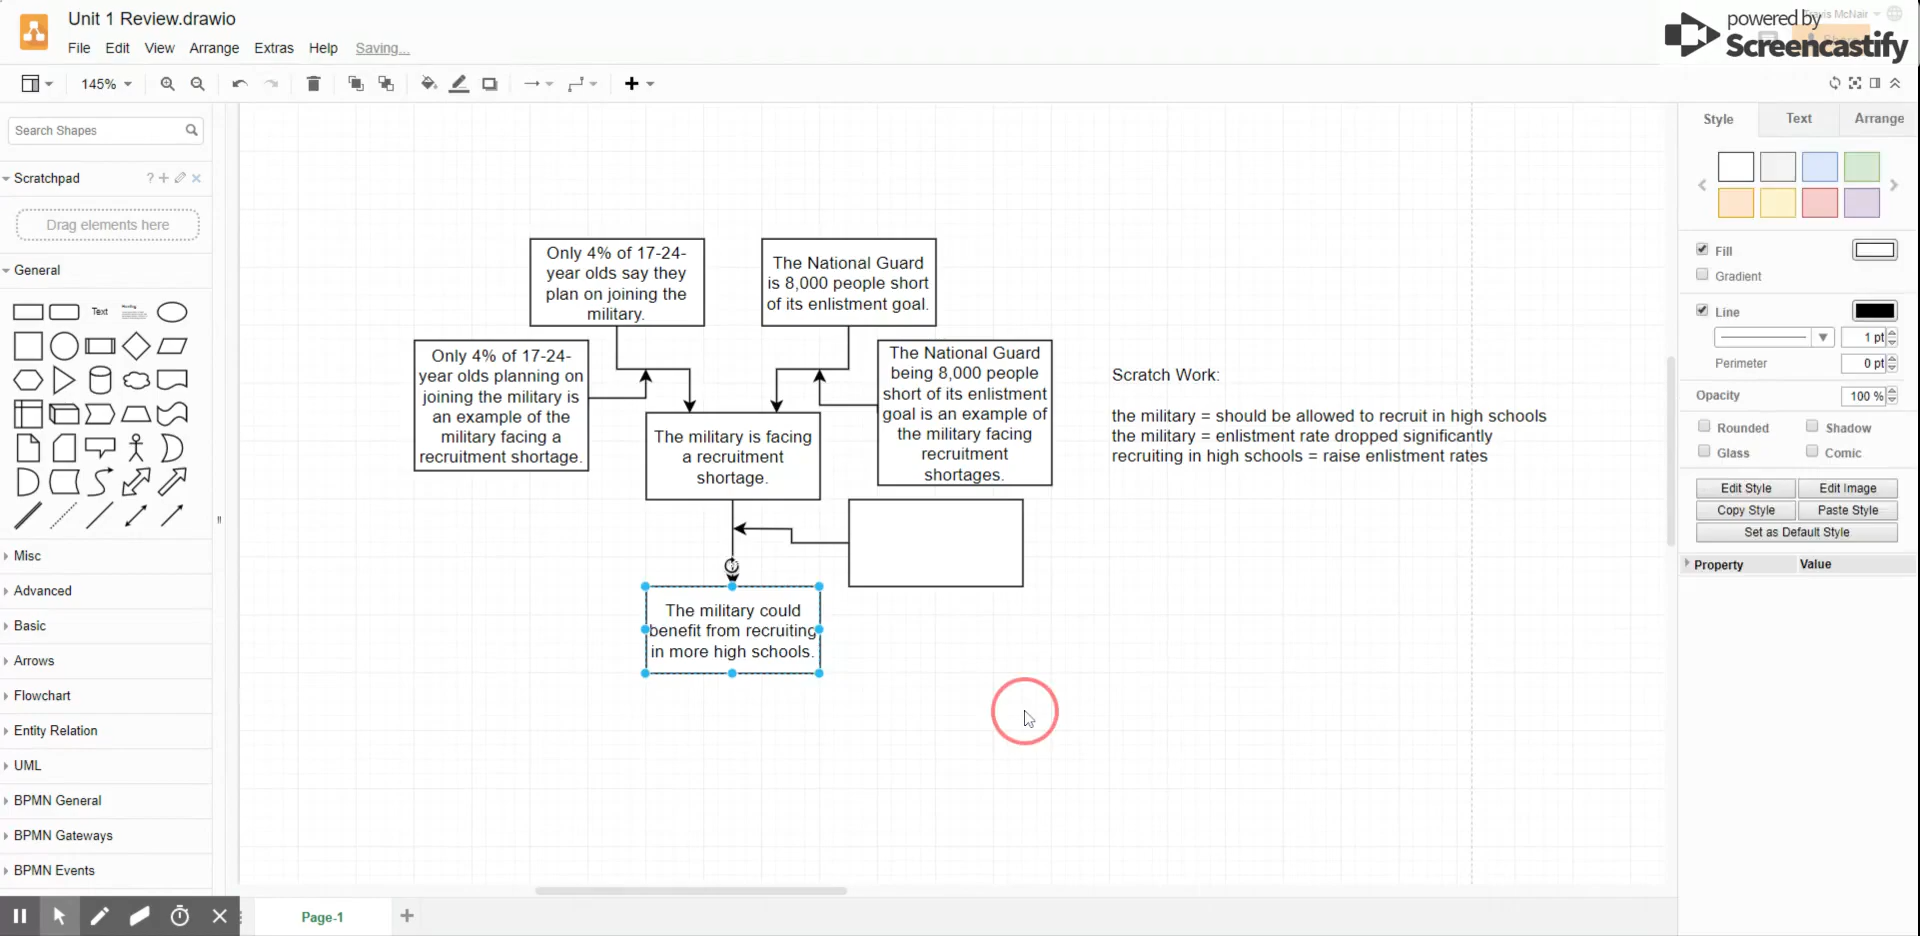 Unit 1 Review.drawio
File Edit View Arrange Extras Help Saving...
Travis McNair
powered by
Screencastify
145%
Search Shapes
Scratchpad
?
Drag elements here
General
Text
Heading
Misc
Advanced
Basic
Arrows
Flowchart
Entity Relation
UML
BPMN General
BPMN Gateways
BPMN Events
Only 4% of 17-24-
year olds say they
plan on joining the
military.
The National Guard
is 8,000 people short
of its enlistment goal.
Only 4% of 17-24-
year olds planning on
joining the military is
an example of the
military facing a
recruitment shortage.
The National Guard
being 8,000 people
short of its enlistment
goal is an example of
the military facing
recruitment
shortages.
The military is facing
a recruitment
shortage.
The military could
benefit from recruiting
in more high schools.
Scratch Work:
the military = should be allowed to recruit in high schools
the military = enlistment rate dropped significantly
recruiting in high schools = raise enlistment rates
Page-1
Style Text Arrange
Fill
Gradient
Line
1 pt
Perimeter 0 pt
Opacity 100 %
Rounded Shadow
Glass Comic
Edit Style Edit Image
Copy Style Paste Style
Set as Default Style
Property Value